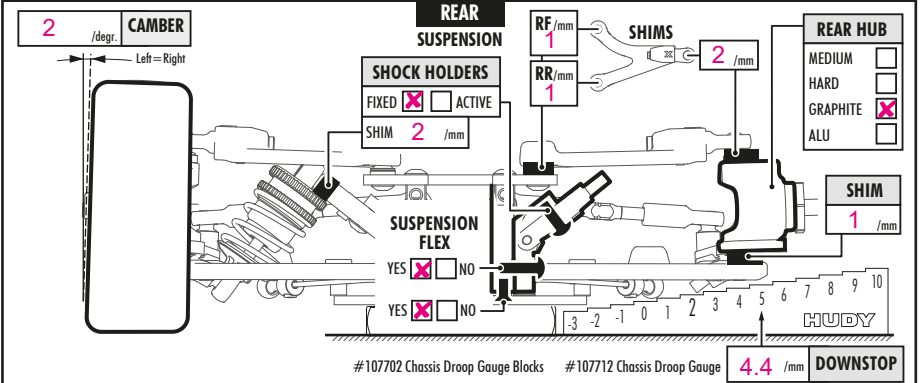 REAR
SUSPENSION
2 /degr. CAMBER
Left=Right
SHOCK HOLDERS
FIXED ACTIVE
SHIM 2 /mm
RF/mm
1
RR/mm
1
SHIMS
X
2 /mm
REAR HUB
MEDIUM
HARD
GRAPHITE
ALU
SHIM
1 /mm
SUSPENSION
FLEX
YES NO
YES NO
-3 -2 -1 0 1 2 3 4 5 6 7 8 9 10
HUDY
#107702 Chassis Droop Gauge Blocks #107712 Chassis Droop Gauge
4.4 /mm DOWNSTOP